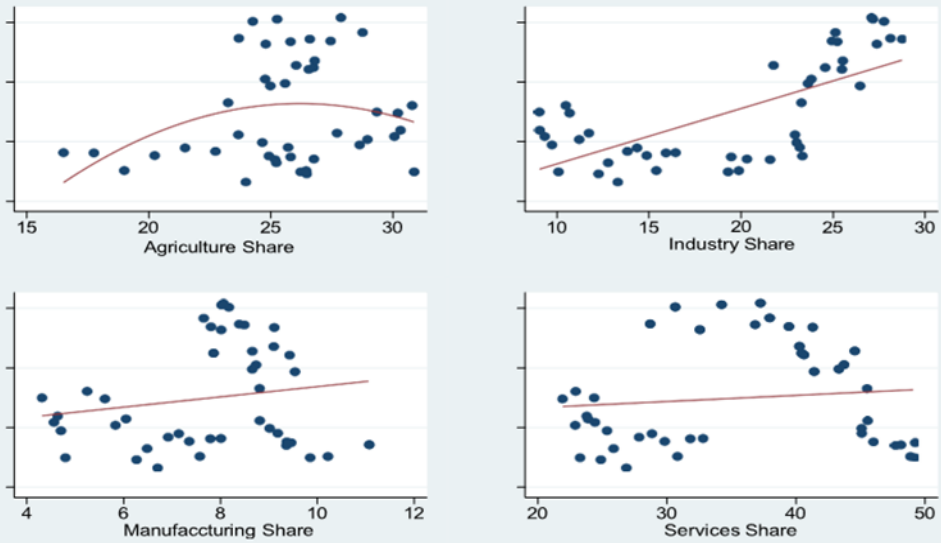 15 20 25 30
Agriculture Share
10 15 20 25 30
Industry Share
4 6 8 10 12
Manufaccturing Share
20 30 40 50
Services Share